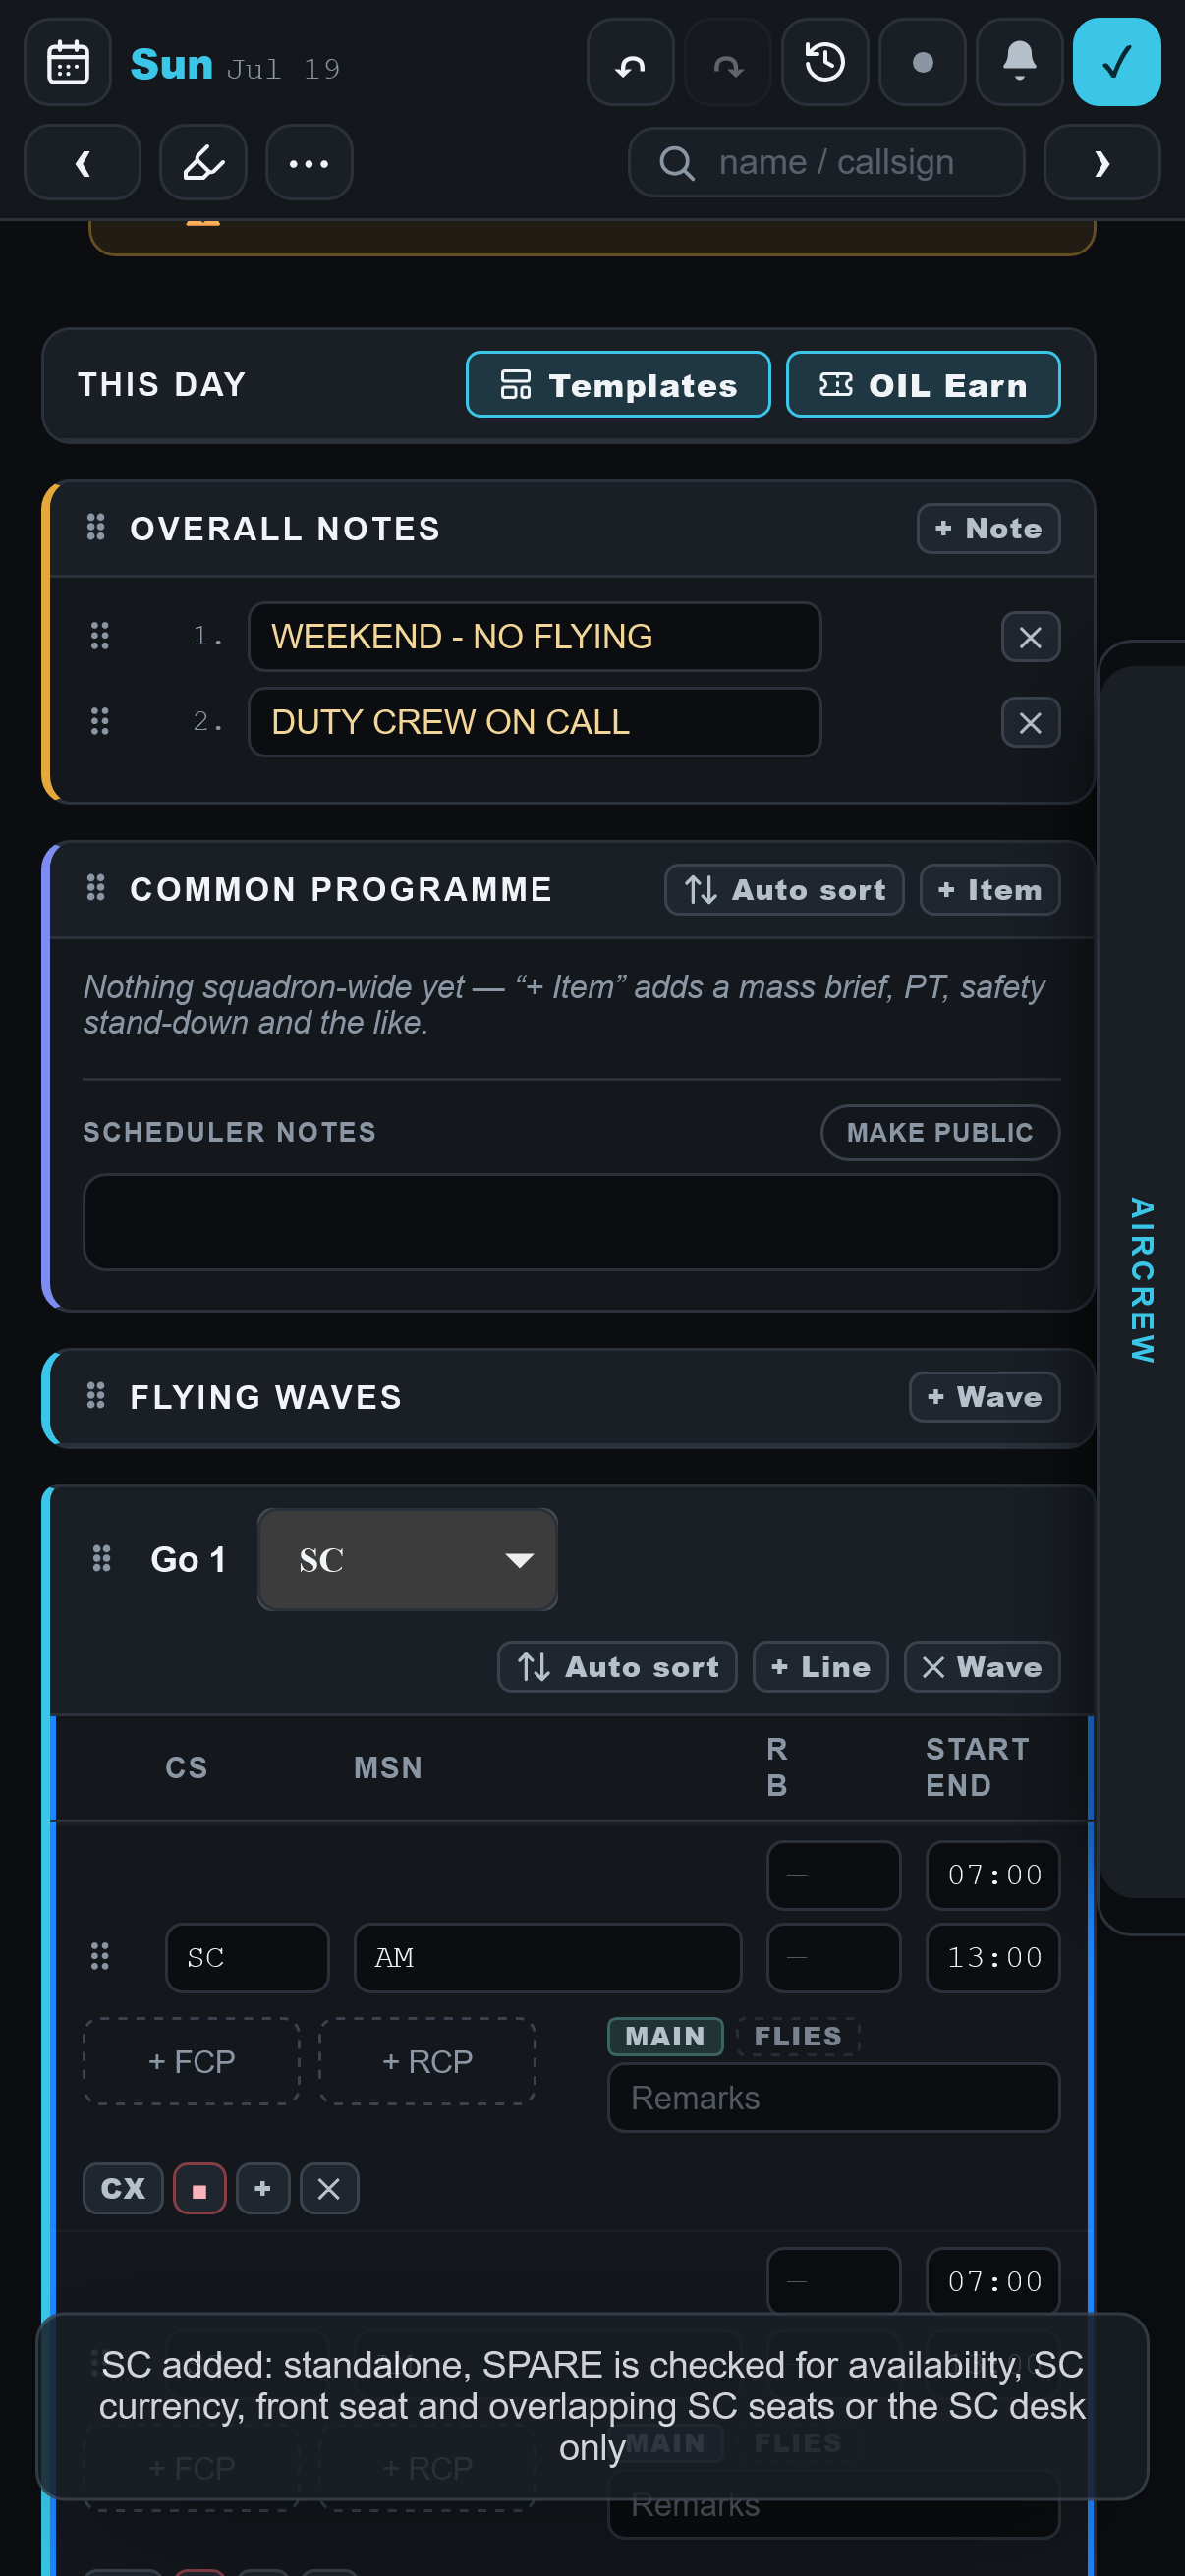 Sun Jul 19
name / callsign
THIS DAY
Templates
OIL Earn
OVERALL NOTES
+ Note
1. WEEKEND - NO FLYING
2. DUTY CREW ON CALL
COMMON PROGRAMME
Auto sort
+ Item
Nothing squadron-wide yet — “+ Item” adds a mass brief, PT, safety
stand-down and the like.
SCHEDULER NOTES
MAKE PUBLIC
AIRCREW
FLYING WAVES
+ Wave
Go 1
SC
Auto sort
+ Line
× Wave
CS
MSN
R
B
START
END
— 07:00
SC
AM
— 13:00
+ FCP
+ RCP
MAIN
FLIES
Remarks
CX
+
— 07:00
SC added: standalone, SPARE is checked for availability, SC
currency, front seat and overlapping SC seats or the SC desk
only
+ FCP
+ RCP
MAIN
FLIES
Remarks